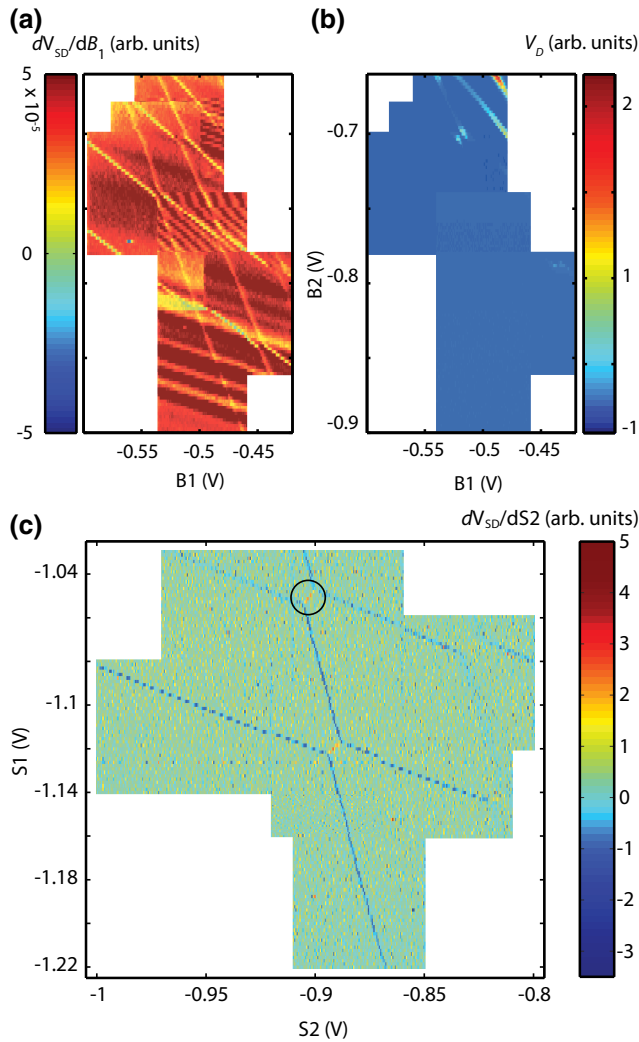 (a)
dV_SD/dB_1 (arb. units)
5
0
-5
x 10^-5
-0.55 -0.5 -0.45
B1 (V)
(b)
V_D (arb. units)
-0.7
-0.8
-0.9
B2 (V)
-0.55 -0.5 -0.45
B1 (V)
2
1
-1
(c)
dV_SD/dS2 (arb. units)
-1.04
-1.1
-1.14
-1.18
-1.22
S1 (V)
-1 -0.95 -0.9 -0.85 -0.8
S2 (V)
5
4
3
2
1
0
-1
-2
-3